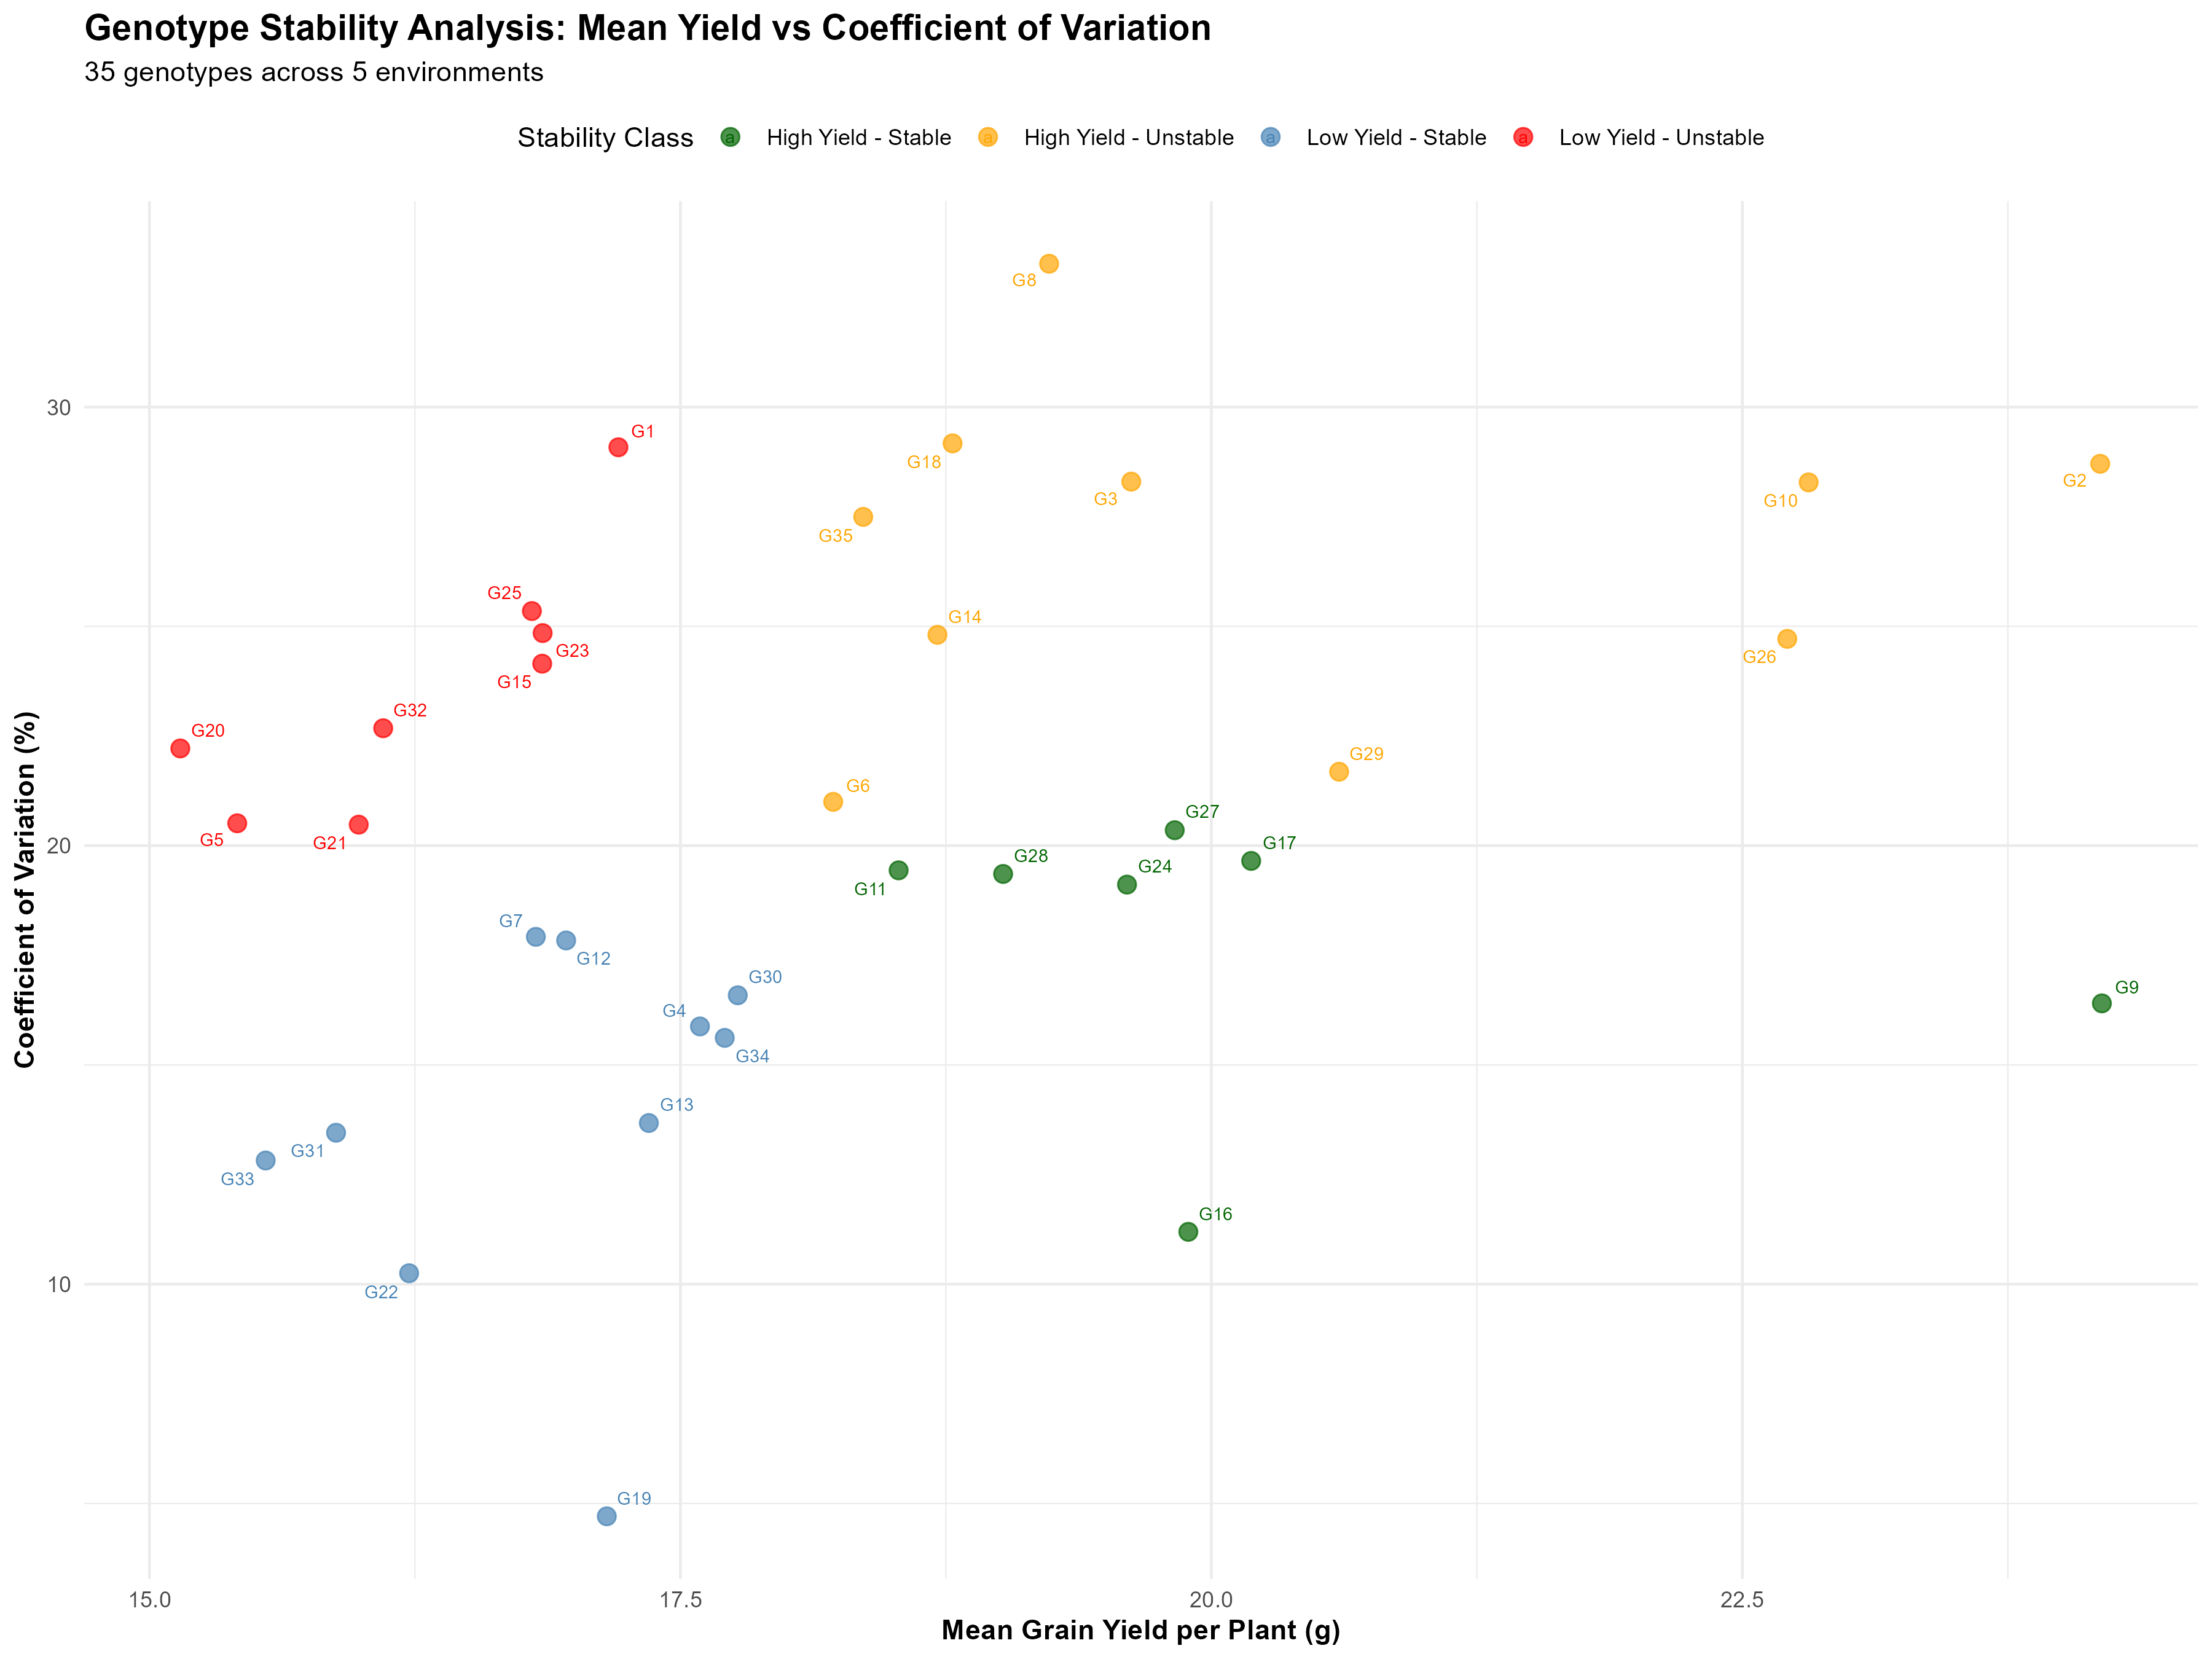 Genotype Stability Analysis: Mean Yield vs Coefficient of Variation
35 genotypes across 5 environments
Stability Class a High Yield - Stable a High Yield - Unstable a Low Yield - Stable a Low Yield - Unstable
G8
30
G1
G18
G2
G3
G10
G35
G25
G14
G23
G26
G15
G32
G20
G29
G6
G27
G5
G21
G17
20
G28
G24
G11
G7
G12
G30
G9
G4
G34
G13
G31
G33
G16
10
G22
G19
Coefficient of Variation (%)
15.0 17.5 20.0 22.5
Mean Grain Yield per Plant (g)